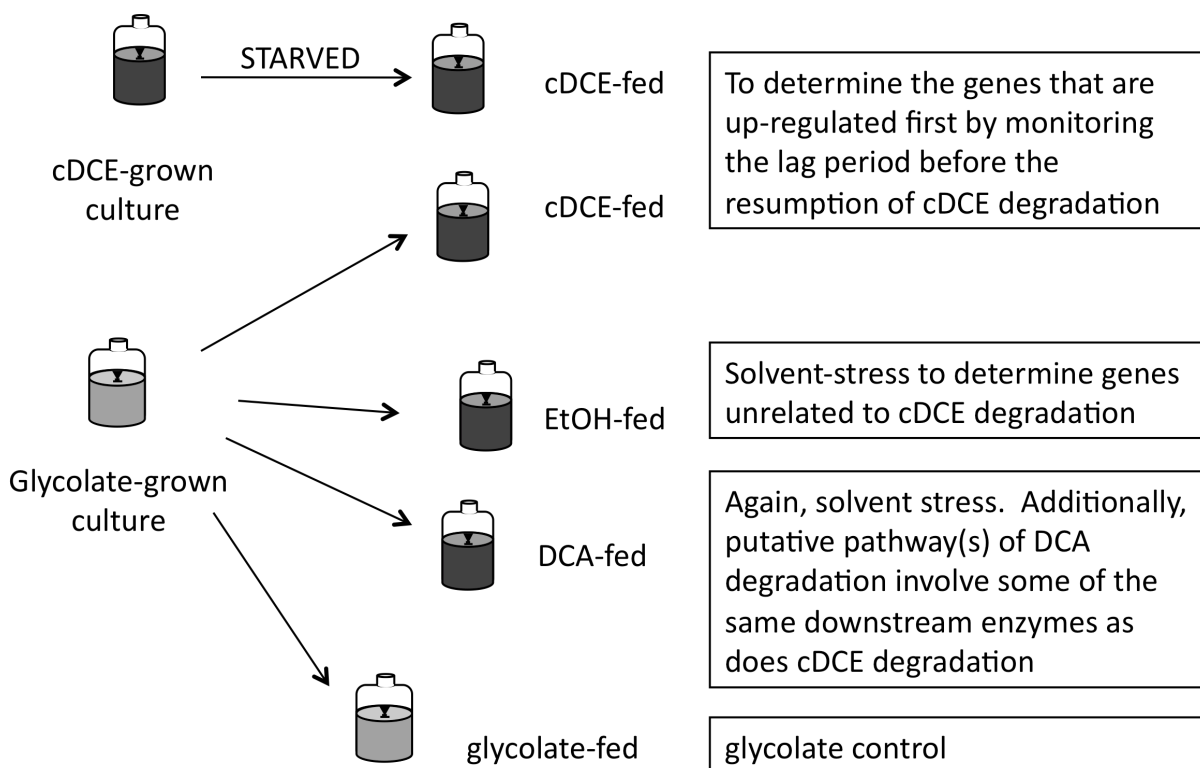 STARVED
cDCE-grown
culture
cDCE-fed
To determine the genes that are
up-regulated first by monitoring
the lag period before the
resumption of cDCE degradation
cDCE-fed
Glycolate-grown
culture
EtOH-fed
Solvent-stress to determine genes
unrelated to cDCE degradation
DCA-fed
Again, solvent stress.  Additionally,
putative pathway(s) of DCA
degradation involve some of the
same downstream enzymes as
does cDCE degradation
glycolate-fed
glycolate control